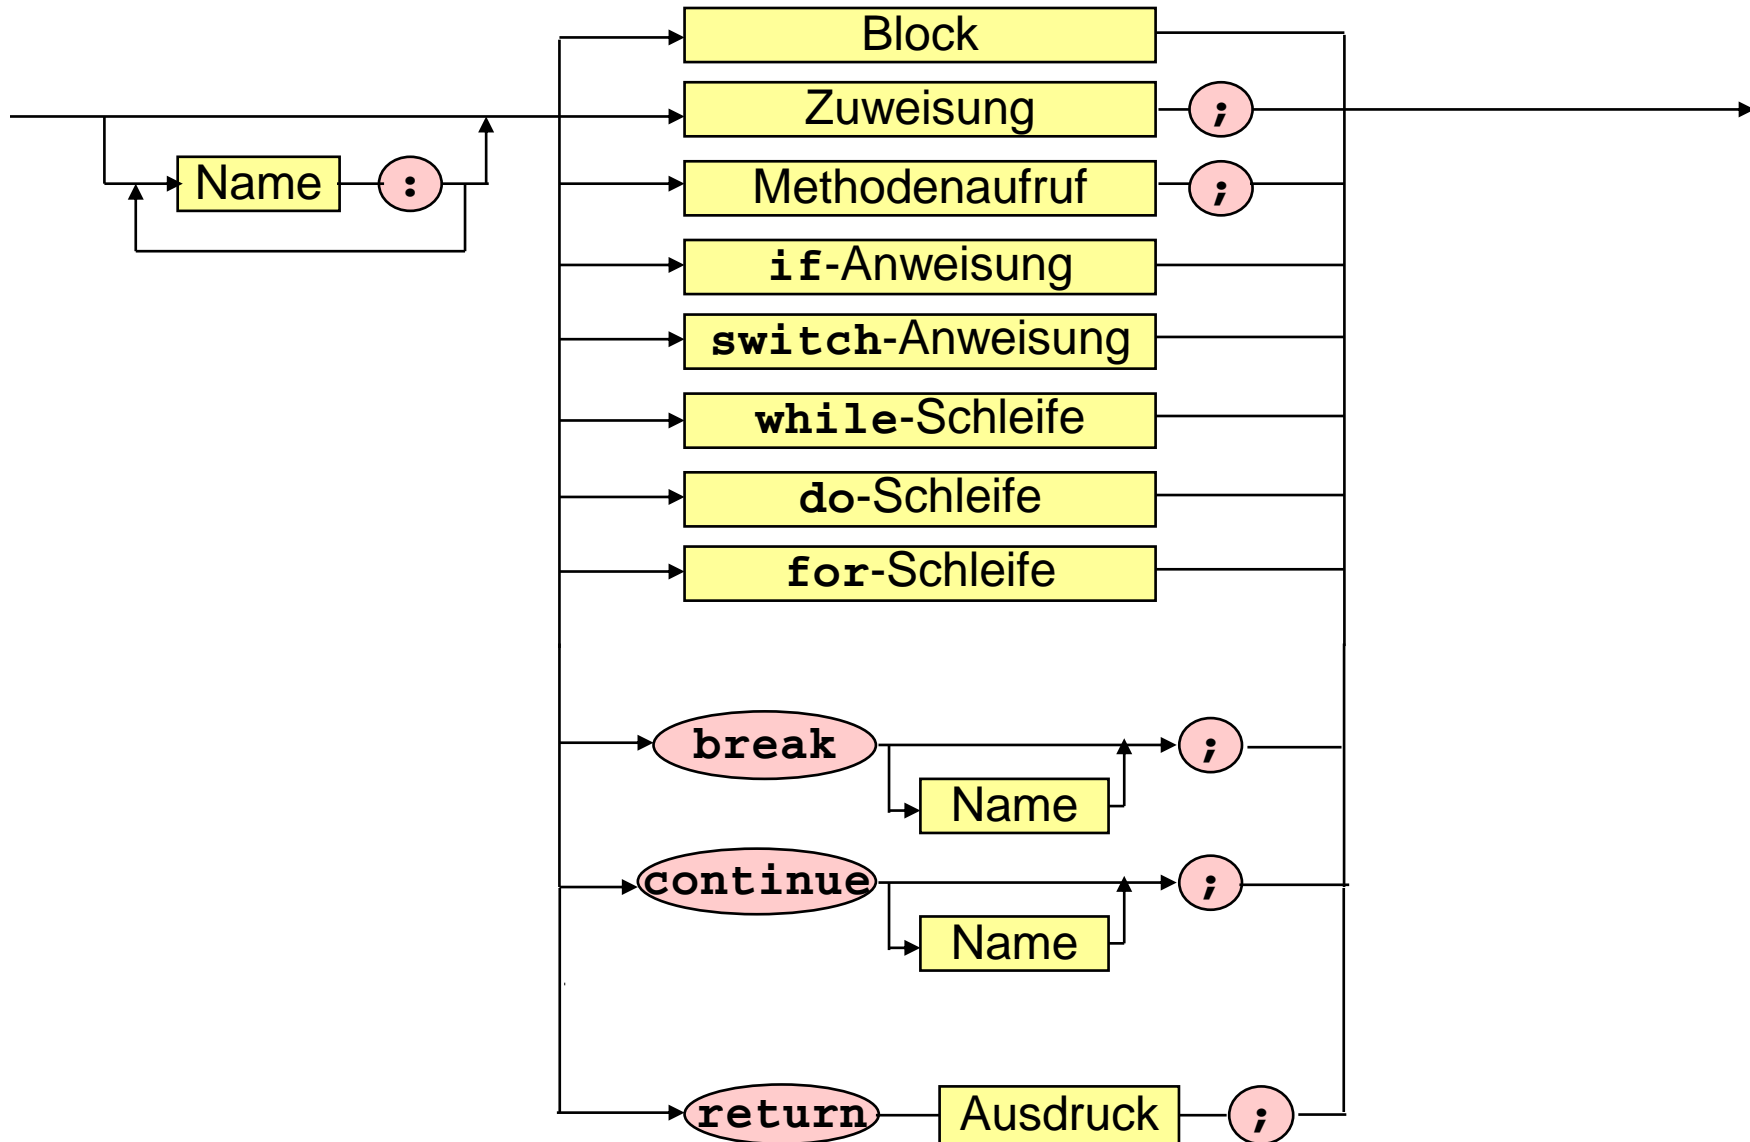 Block
Zuweisung ;
Name : Methodenaufruf ;
if-Anweisung
switch-Anweisung
while-Schleife
do-Schleife
for-Schleife
break ;
Name
continue ;
Name
return Ausdruck ;